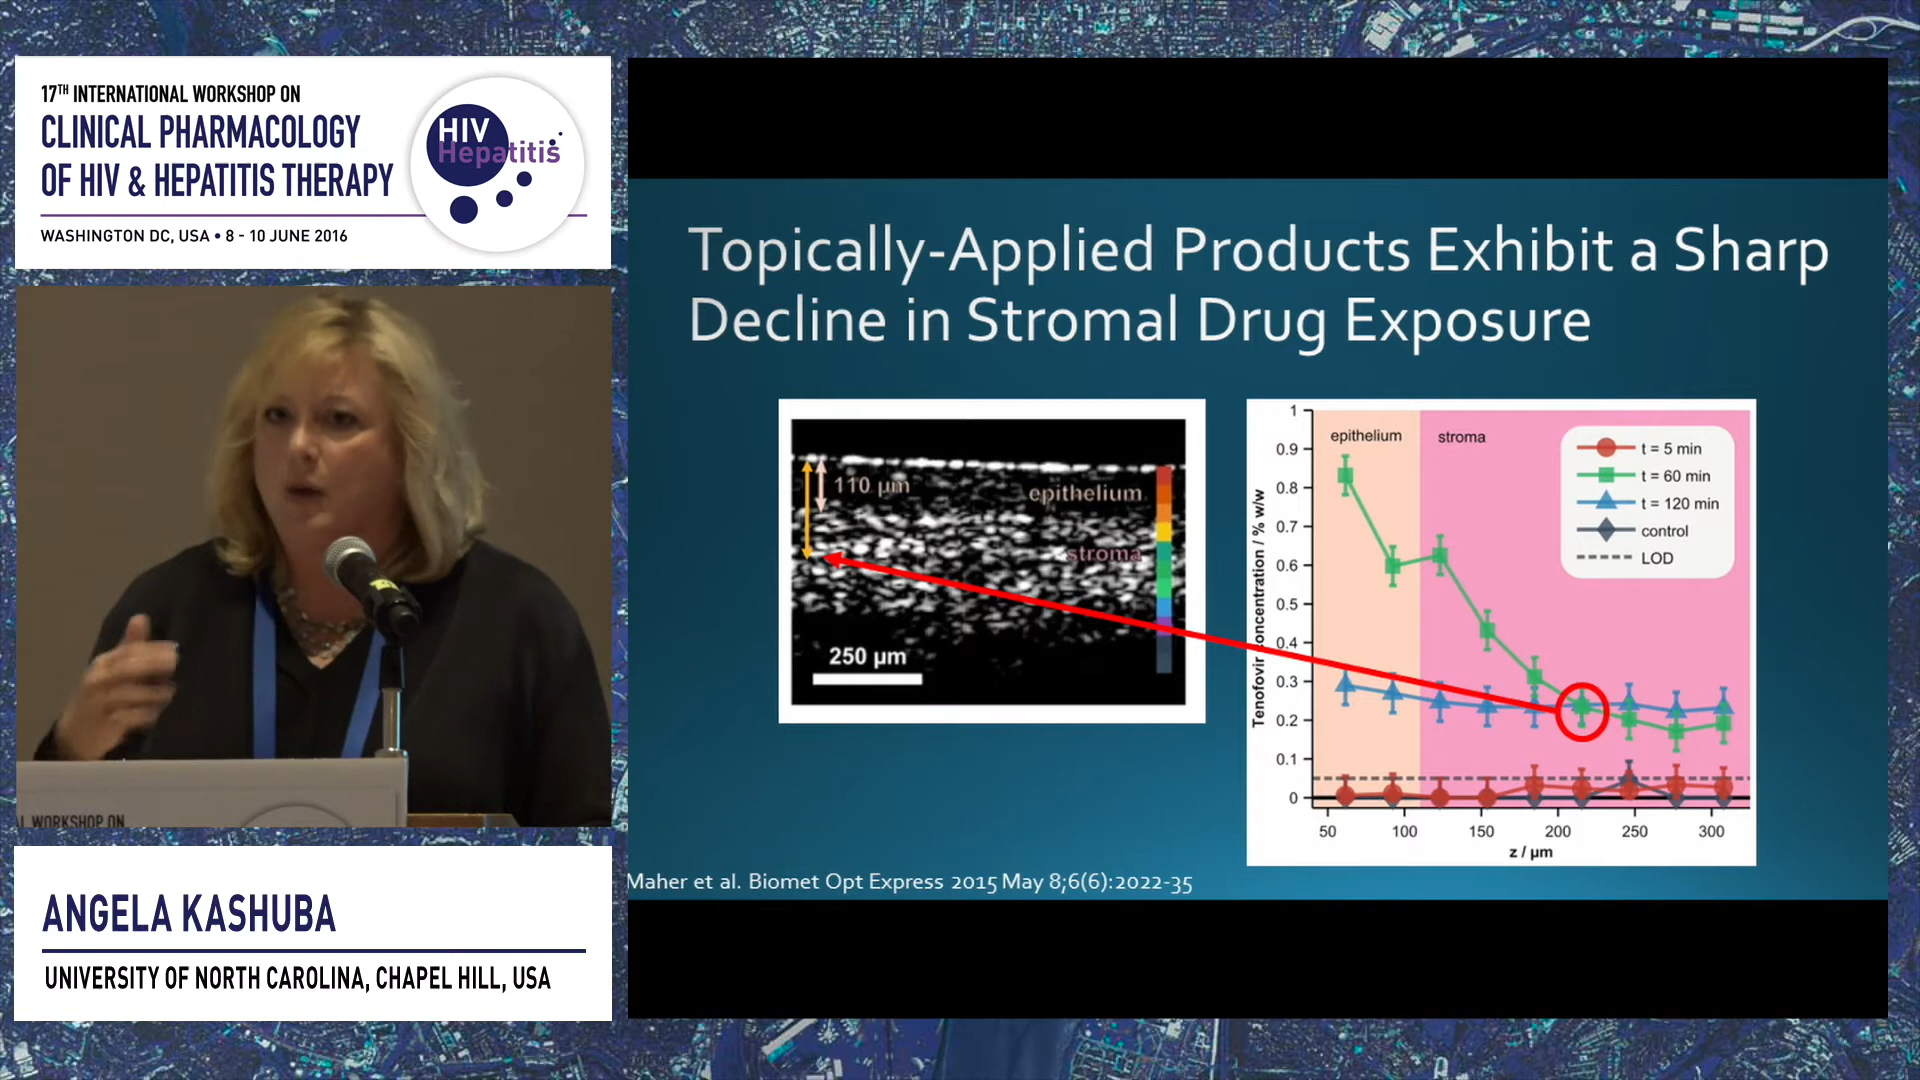 17TH INTERNATIONAL WORKSHOP ON
CLINICAL PHARMACOLOGY
OF HIV & HEPATITIS THERAPY
WASHINGTON DC, USA • 8 - 10 JUNE 2016
HIV
Hepatitis
WORKSHOP ON
ANGELA KASHUBA
UNIVERSITY OF NORTH CAROLINA, CHAPEL HILL, USA
Topically-Applied Products Exhibit a Sharp
Decline in Stromal Drug Exposure
110 µm
epithelium
stroma
250 µm
Tenofovir concentration / % w/w
1
0.9
0.8
0.7
0.6
0.5
0.4
0.3
0.2
0.1
0
epithelium
stroma
t = 5 min
t = 60 min
t = 120 min
control
LOD
50 100 150 200 250 300
z / µm
Maher et al. Biomet Opt Express 2015 May 8;6(6):2022-35